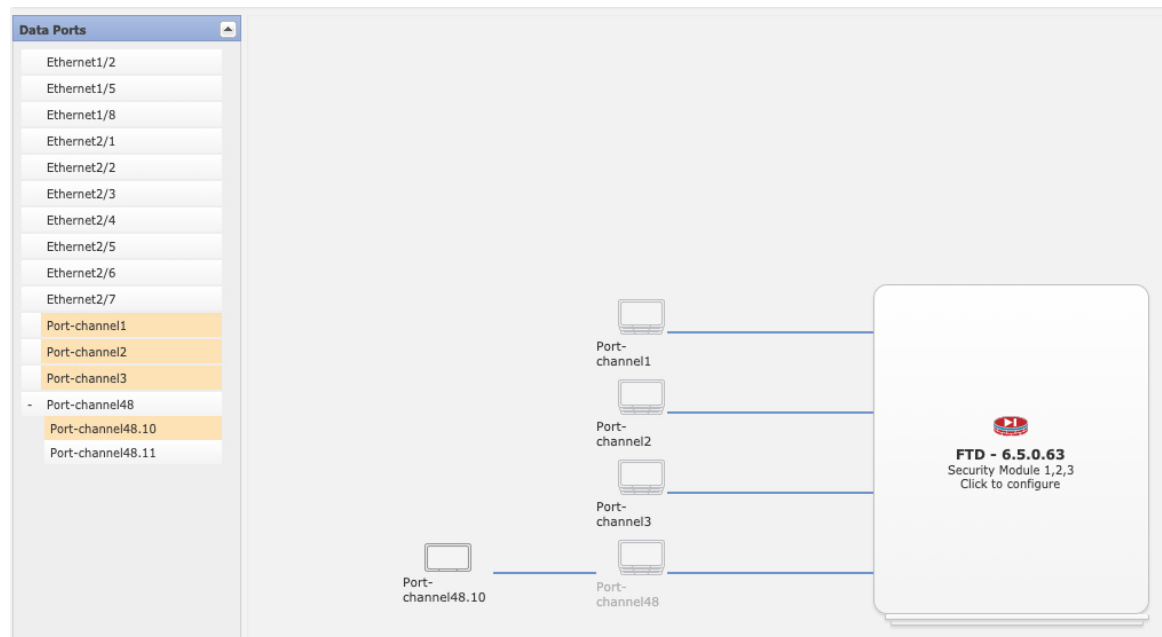 Data Ports
Ethernet1/2
Ethernet1/5
Ethernet1/8
Ethernet2/1
Ethernet2/2
Ethernet2/3
Ethernet2/4
Ethernet2/5
Ethernet2/6
Ethernet2/7
Port-channel1
Port-channel2
Port-channel3
- Port-channel48
Port-channel48.10
Port-channel48.11
Port-
channel1
Port-
channel2
Port-
channel3
Port-
channel48.10
Port-
channel48
FTD - 6.5.0.63
Security Module 1,2,3
Click to configure